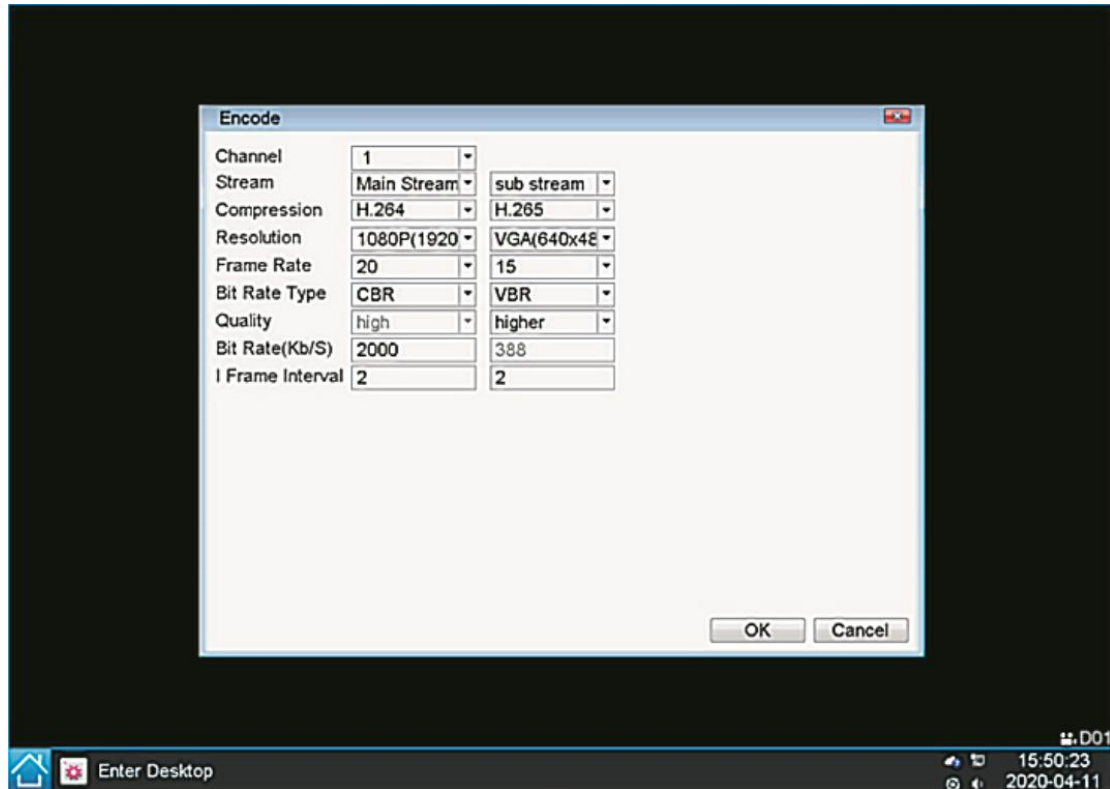 Encode
Channel 1
Stream Main Stream sub stream
Compression H.264 H.265
Resolution 1080P(1920 VGA(640x48
Frame Rate 20 15
Bit Rate Type CBR VBR
Quality high higher
Bit Rate(Kb/S) 2000 388
I Frame Interval 2 2
OK Cancel
D01
Enter Desktop 15:50:23
2020-04-11